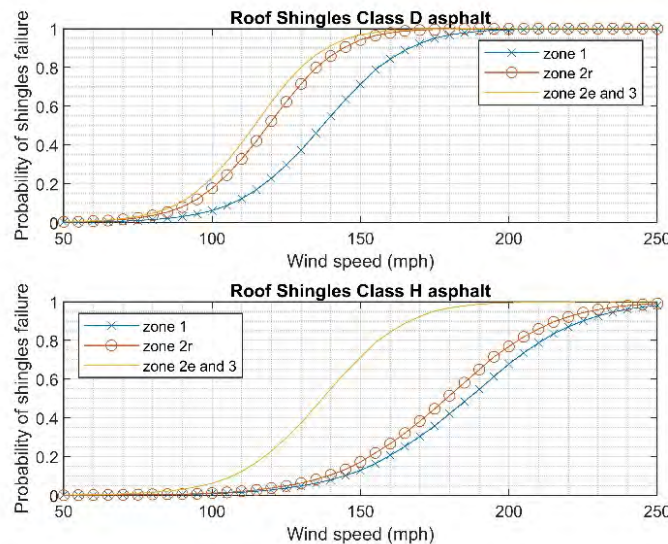 Roof Shingles Class D asphalt
Probability of shingles failure
1
0.8
0.6
0.4
0.2
0
zone 1
zone 2r
zone 2e and 3
50
100
150
200
250
Wind speed (mph)
Roof Shingles Class H asphalt
Probability of shingles failure
1
0.8
0.6
0.4
0.2
0
zone 1
zone 2r
zone 2e and 3
50
100
150
200
250
Wind speed (mph)